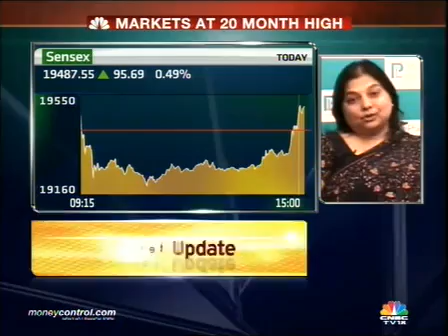 MARKETS AT 20 MONTH HIGH
Sensex
TODAY
19487.55 ▲ 95.69 0.49%
19550
19160
09:15
15:00
Update
moneycontrol.com
CNBC
TV18